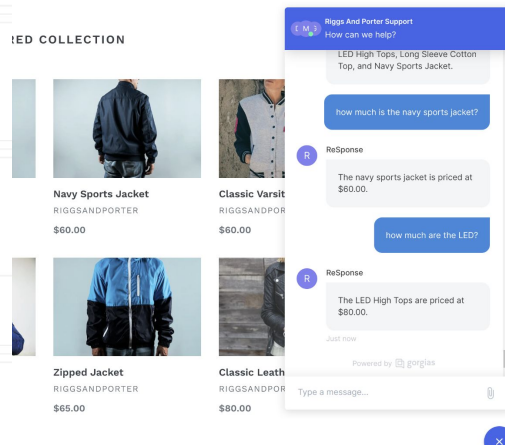 RED COLLECTION
Navy Sports Jacket
RIGGSANDPORTER
$60.00
Classic Varsit
RIGGSANDPOR
$60.00
Zipped Jacket
RIGGSANDPORTER
$65.00
Classic Leath
RIGGSANDPOR
$80.00
Riggs And Porter Support
How can we help?
LED High Tops, Long Sleeve Cotton
Top, and Navy Sports Jacket.
how much is the navy sports jacket?
R
ReSponse
The navy sports jacket is priced at
$60.00.
how much are the LED?
R
ReSponse
The LED High Tops are priced at
$80.00.
Just now
Powered by gorgias
Type a message...